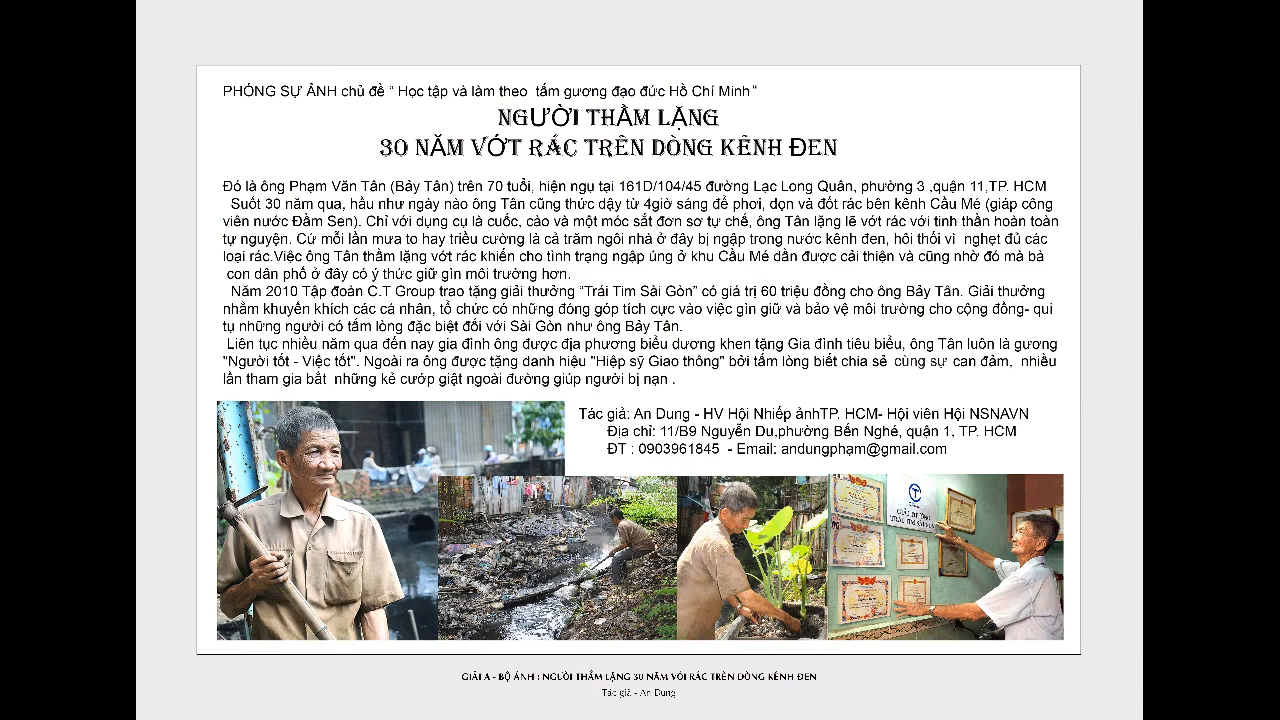 PHÓNG SỰ ẢNH chủ đề " Học tập và làm theo tấm gương đạo đức Hồ Chí Minh "
NGƯỜI THẦM LẶNG
30 NĂM VỚT RÁC TRÊN DÒNG KÊNH ĐEN
Đó là ông Phạm Văn Tân (Bảy Tân) trên 70 tuổi, hiện ngụ tại 161D/104/45 đường Lạc Long Quân, phường 3 ,quận 11,TP. HCM
Suốt 30 năm qua, hầu như ngày nào ông Tân cũng thức dậy từ 4giờ sáng để phơi, dọn và đốt rác bên kênh Cầu Mé (giáp công
viên nước Đầm Sen). Chỉ với dụng cụ là cuốc, cào và một móc sắt đơn sơ tự chế, ông Tân lặng lẽ vớt rác với tinh thần hoàn toàn
tự nguyện. Cứ mỗi lần mưa to hay triều cường là cả trăm ngôi nhà ở đây bị ngập trong nước kênh đen, hôi thối vì nghẹt đủ các
loại rác.Việc ông Tân thầm lặng vớt rác khiến cho tình trạng ngập úng ở khu Cầu Mé dần được cải thiện và cũng nhờ đó mà bà
con dân phố ở đây có ý thức giữ gìn môi trường hơn.
Năm 2010 Tập đoàn C.T Group trao tặng giải thưởng "Trái Tim Sài Gòn" có giá trị 60 triệu đồng cho ông Bảy Tân. Giải thưởng
nhằm khuyến khích các cá nhân, tổ chức có những đóng góp tích cực vào việc gìn giữ và bảo vệ môi trường cho cộng đồng- qui
tụ những người có tấm lòng đặc biệt đối với Sài Gòn như ông Bảy Tân.
Liên tục nhiều năm qua đến nay gia đình ông được địa phương biểu dương khen tặng Gia đình tiêu biểu, ông Tân luôn là gương
"Người tốt - Việc tốt". Ngoài ra ông được tặng danh hiệu "Hiệp sỹ Giao thông" bởi tấm lòng biết chia sẻ cùng sự can đảm, nhiều
lần tham gia bắt những kẻ cướp giật ngoài đường giúp người bị nạn .
Tác giả: An Dung - HV Hội Nhiếp ảnhTP. HCM- Hội viên Hội NSNAVN
Địa chỉ: 11/B9 Nguyễn Du,phường Bến Nghé, quận 1, TP. HCM
ĐT : 0903961845 - Email: andungphạm@gmail.com
GIẢI A - BỘ ẢNH : NGƯỜI THẦM LẶNG 30 NĂM VỚI RÁC TRÊN DÒNG KÊNH ĐEN
Tác giả - An Dung